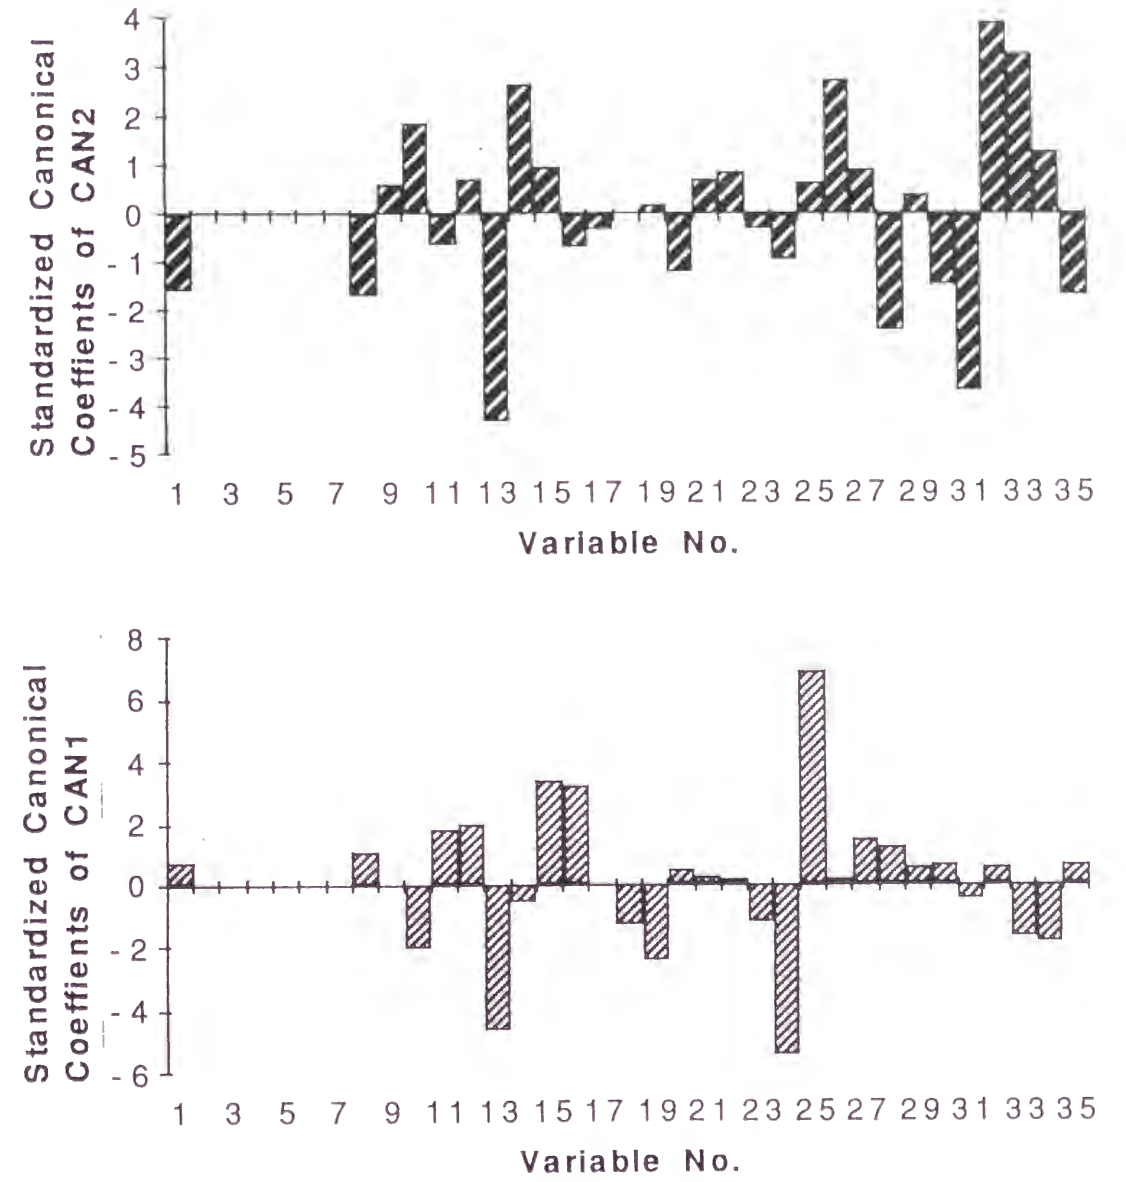 Standardized Canonical
Coeffients of CAN2
4
3
2
1
0
- 1
- 2
- 3
- 4
- 5
1 3 5 7 9 11 13 15 17 19 21 23 25 27 29 31 33 35
Variable No.
Standardized Canonical
Coeffients of CAN1
8
6
4
2
0
- 2
- 4
- 6
1 3 5 7 9 11 13 15 17 19 21 23 25 27 29 31 33 35
Variable No.